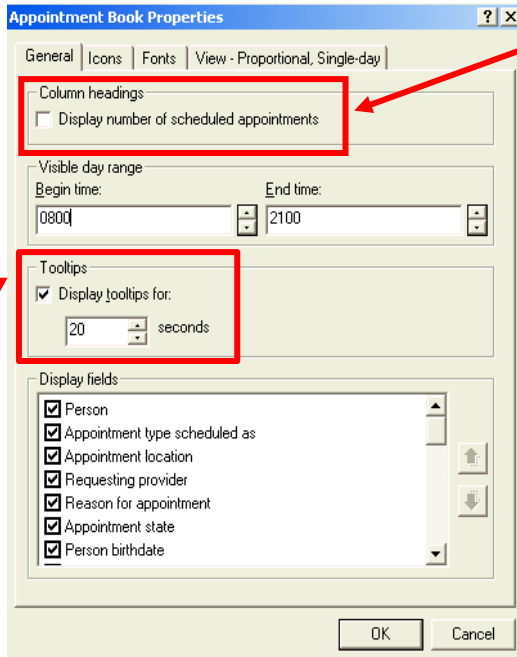 Appointment Book Properties
General Icons Fonts View - Proportional, Single-day
Column headings
Display number of scheduled appointments
Visible day range
Begin time: End time:
0800 2100
Tooltips
Display tooltips for:
20 seconds
Display fields
Person
Appointment type scheduled as
Appointment location
Requesting provider
Reason for appointment
Appointment state
Person birthdate
OK Cancel